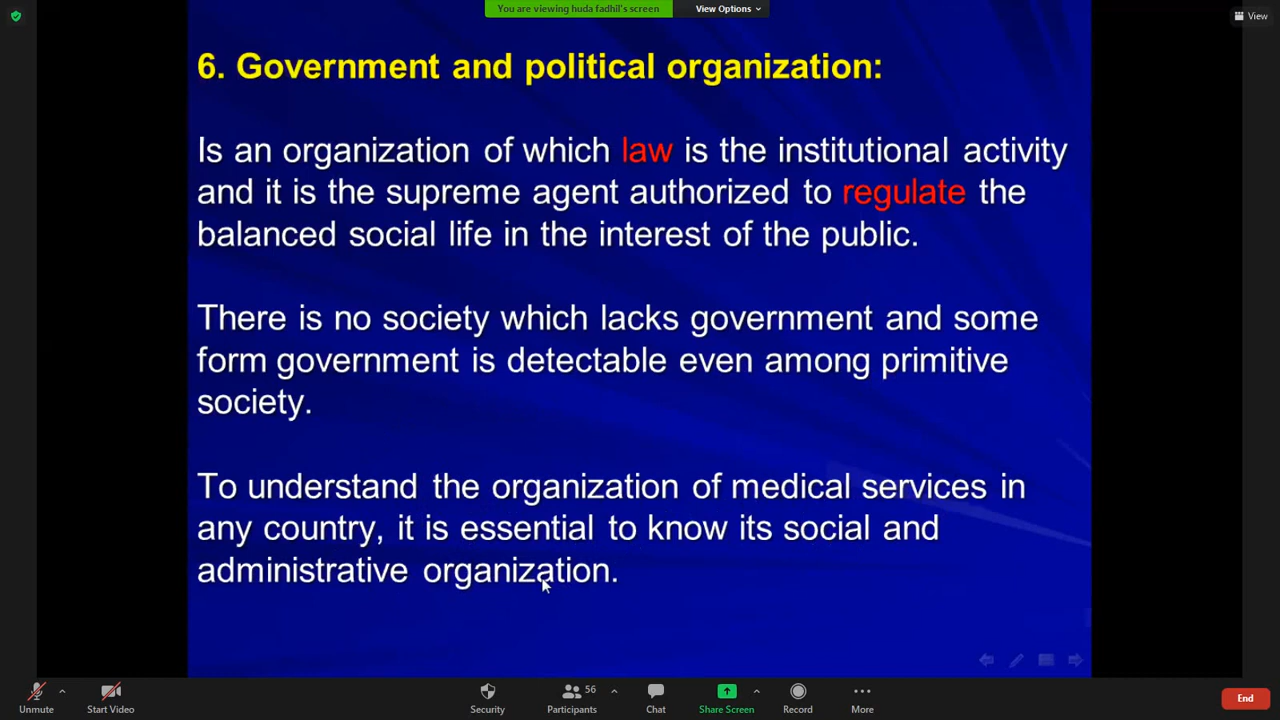 You are viewing huda fadhil's screen
View Options
View
6. Government and political organization:
Is an organization of which law is the institutional activity
and it is the supreme agent authorized to regulate the
balanced social life in the interest of the public.
There is no society which lacks government and some
form government is detectable even among primitive
society.
To understand the organization of medical services in
any country, it is essential to know its social and
administrative organization.
Unmute
Start Video
Security
Participants
56
Chat
Share Screen
Record
More
End